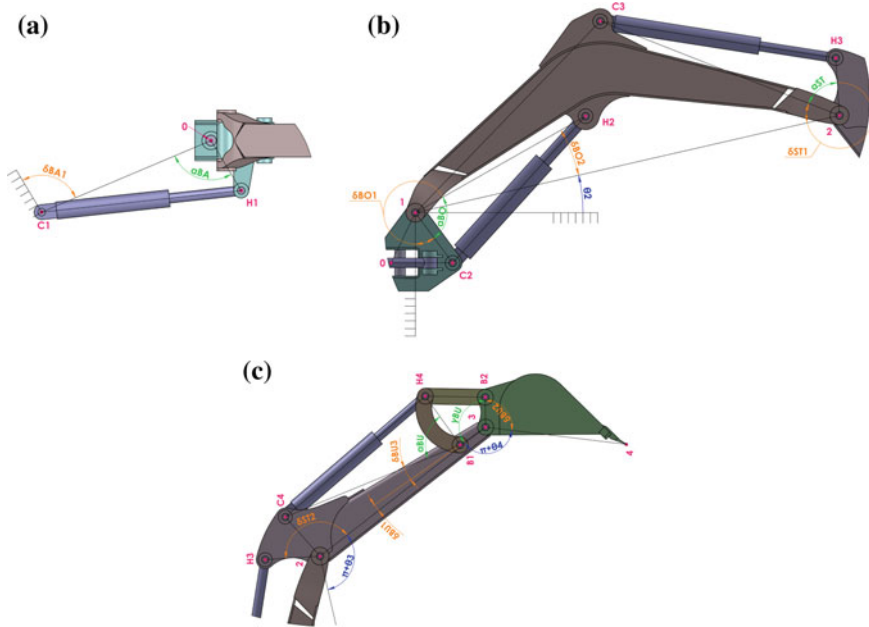 (a)
0
δBA1
αBA
C1
H1
(b)
C3
H3
αST
H2
2
δST1
δBO2
δBO1
1
αBO
θ2
0
C2
(c)
H4
B2
3
γBU
δBU2
αBU
B1
π+θ4
4
δBU3
C4
δST2
δBU1
H3
2
π+θ3